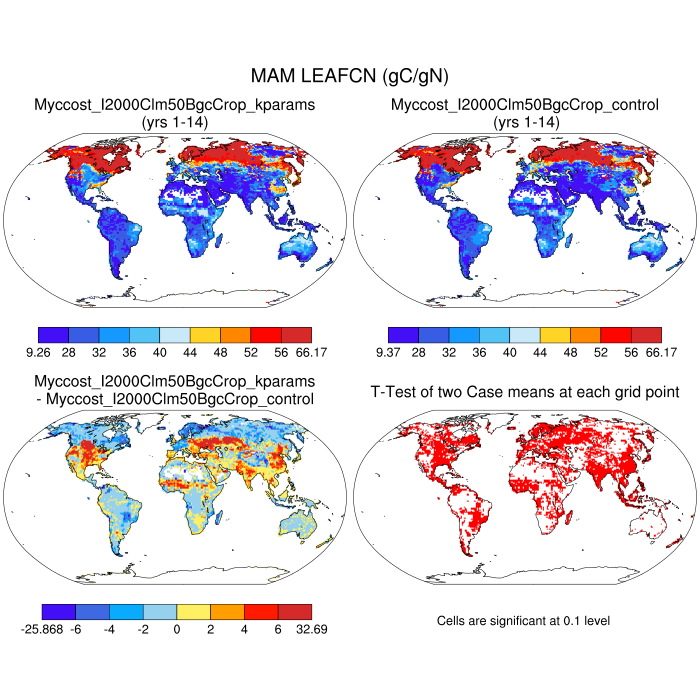 MAM LEAFCN (gC/gN)
Myccost_I2000Clm50BgcCrop_kparams
(yrs 1-14)
Myccost_I2000Clm50BgcCrop_control
(yrs 1-14)
9.26 28 32 36 40 44 48 52 56 66.17
9.37 28 32 36 40 44 48 52 56 66.17
Myccost_I2000Clm50BgcCrop_kparams
- Myccost_I2000Clm50BgcCrop_control
T-Test of two Case means at each grid point
-25.868 -6 -4 -2 0 2 4 6 32.69
Cells are significant at 0.1 level